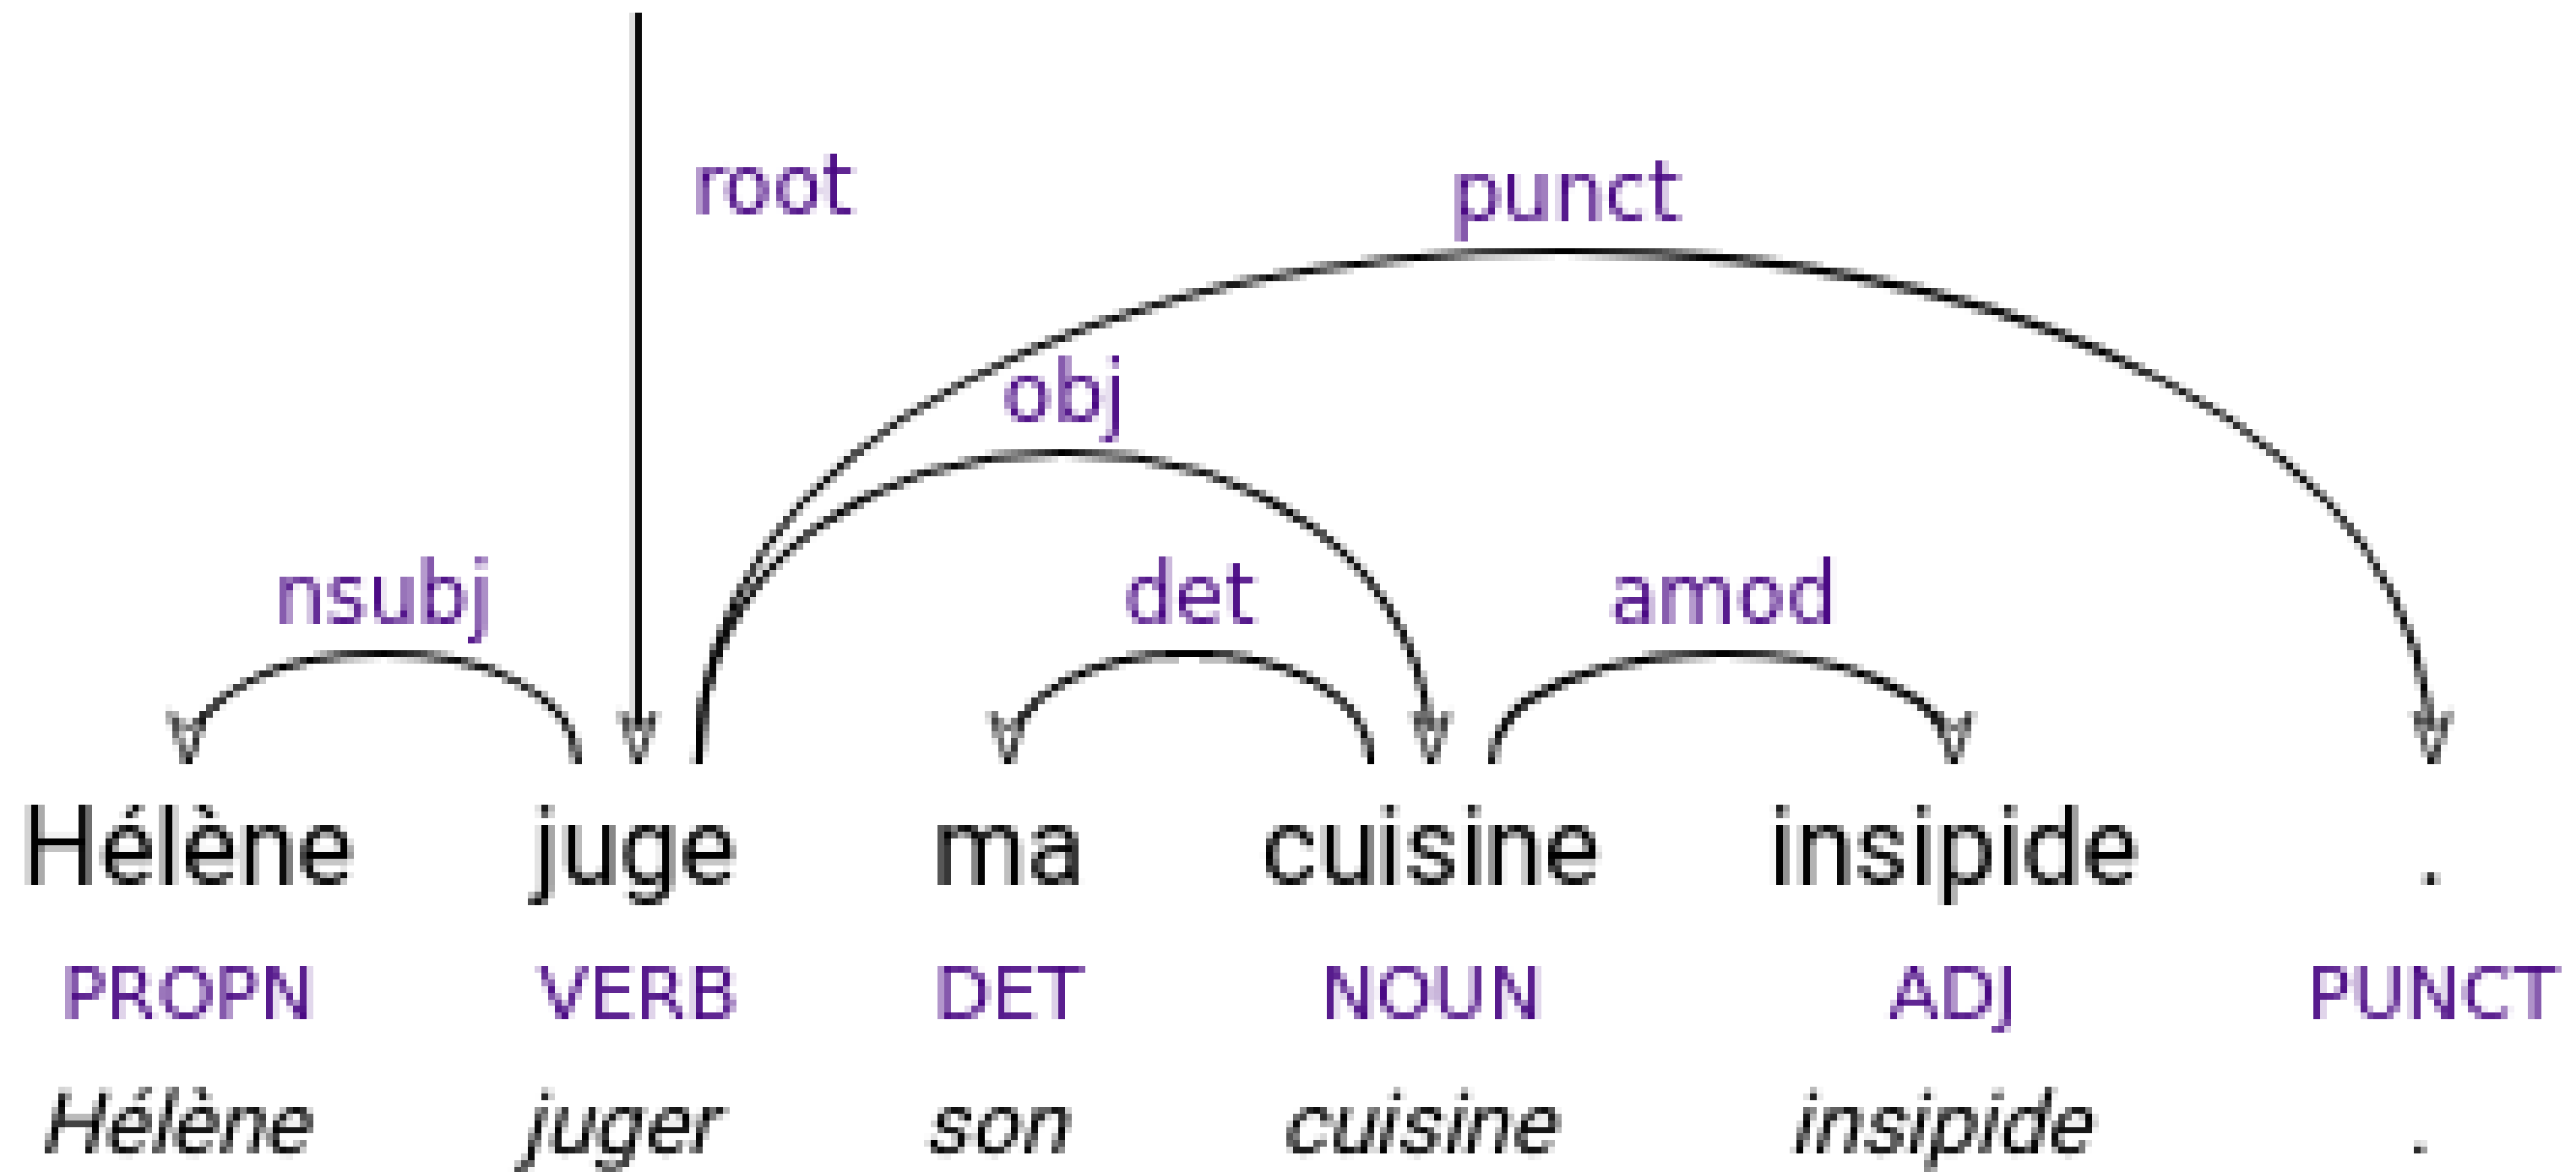 root
punct
obj
nsubj det amod
Hélène juge ma cuisine insipide .
PROPN VERB DET NOUN ADJ PUNCT
Hélène juger son cuisine insipide .